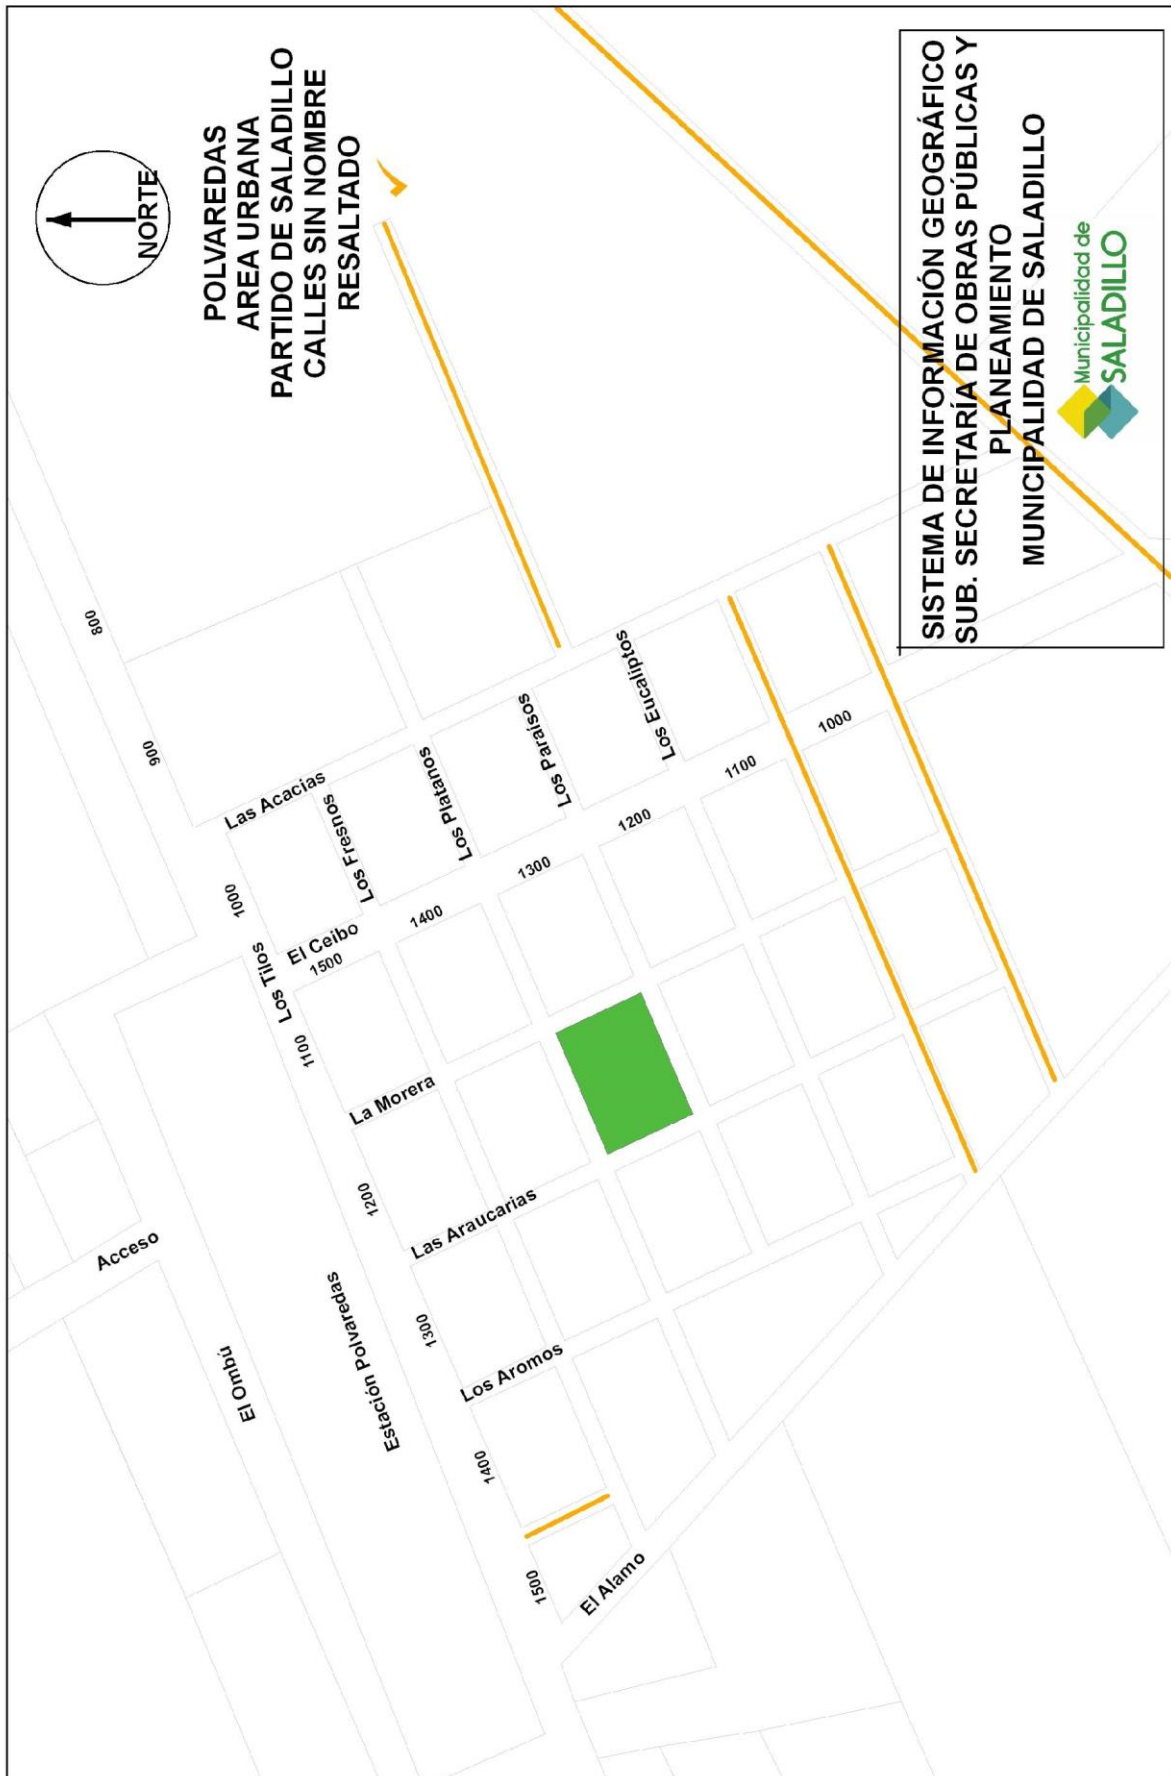 NORTE
POLVAREDAS
AREA URBANA
PARTIDO DE SALADILLO
CALLES SIN NOMBRE
RESALTADO
SISTEMA DE INFORMACIÓN GEOGRÁFICO
SUB. SECRETARÍA DE OBRAS PÚBLICAS Y
PLANEAMIENTO
MUNICIPALIDAD DE SALADILLO
Municipalidad de
SALADILLO
800
900
Las Acacias
1000
Los Fresnos
Los Platanos
Los Paraísos
Los Eucaliptos
El Ceibo
1500
1400
1300
1200
1100
1000
Los Tilos
1100
La Morera
1200
Las Araucarias
Acceso
El Ombú
Estación Polvaredas
1300
Los Aromos
1400
1500
El Alamo